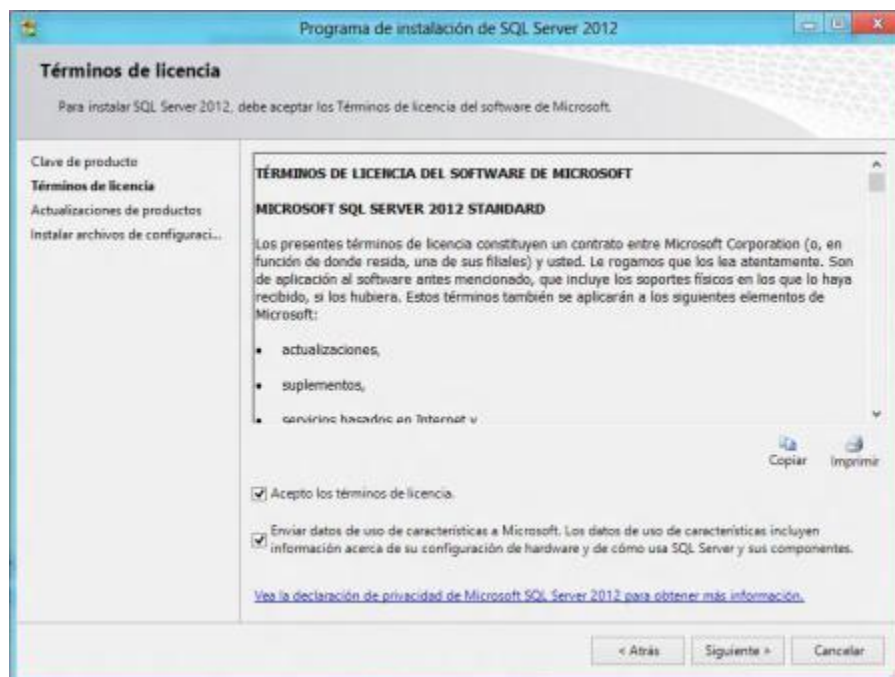 Programa de instalación de SQL Server 2012
Términos de licencia
Para instalar SQL Server 2012, debe aceptar los Términos de licencia del software de Microsoft.
Clave de producto
Términos de licencia
Actualizaciones de productos
Instalar archivos de configuraci...
TÉRMINOS DE LICENCIA DEL SOFTWARE DE MICROSOFT
MICROSOFT SQL SERVER 2012 STANDARD
Los presentes términos de licencia constituyen un contrato entre Microsoft Corporation (o, en
función de donde resida, una de sus filiales) y usted. Le rogamos que los lea atentamente. Son
de aplicación al software antes mencionado, que incluye los soportes físicos en los que lo haya
recibido, si los hubiera. Estos términos también se aplicarán a los siguientes elementos de
Microsoft:
• actualizaciones,
• suplementos,
• servicios basados en Internet y
Copiar Imprimir
Acepto los términos de licencia.
Enviar datos de uso de características a Microsoft. Los datos de uso de características incluyen
información acerca de su configuración de hardware y de cómo usa SQL Server y sus componentes.
Vea la declaración de privacidad de Microsoft SQL Server 2012 para obtener más información.
< Atrás Siguiente > Cancelar